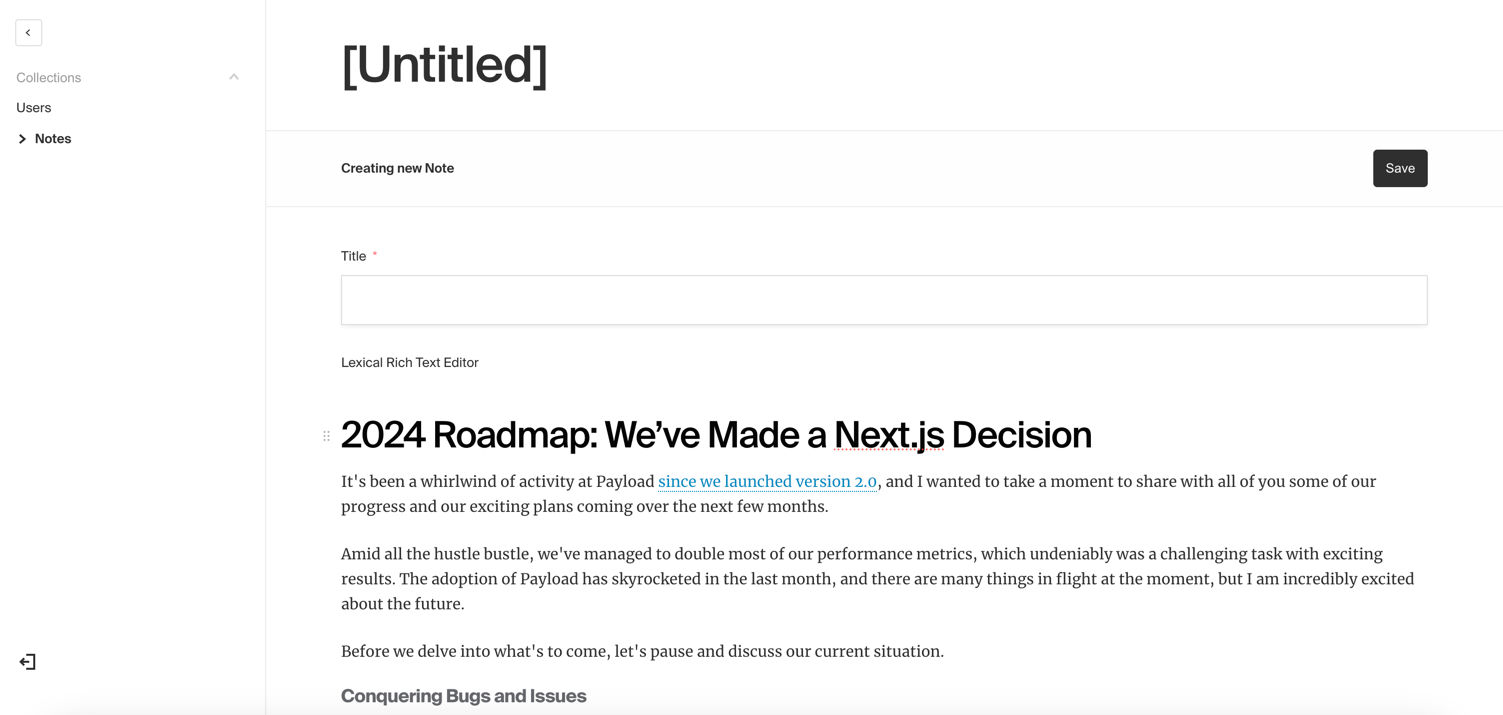 [Untitled]
Collections
Users
Notes
Creating new Note
Save
Title *
Lexical Rich Text Editor
2024 Roadmap: We’ve Made a Next.js Decision
It's been a whirlwind of activity at Payload since we launched version 2.0, and I wanted to take a moment to share with all of you some of our
progress and our exciting plans coming over the next few months.
Amid all the hustle bustle, we've managed to double most of our performance metrics, which undeniably was a challenging task with exciting
results. The adoption of Payload has skyrocketed in the last month, and there are many things in flight at the moment, but I am incredibly excited
about the future.
Before we delve into what's to come, let's pause and discuss our current situation.
Conquering Bugs and Issues